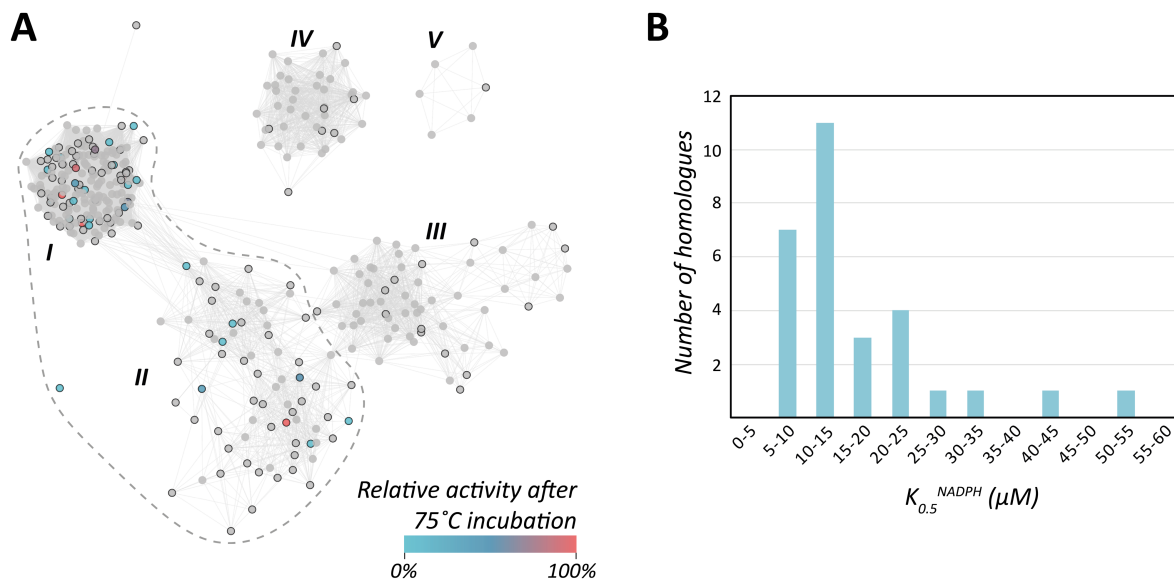 A
IV
V
I
III
II
Relative activity after
75˚C incubation
0%
100%
B
Number of homologues
12
10
8
6
4
2
0-5
5-10
10-15
15-20
20-25
25-30
30-35
35-40
40-45
45-50
50-55
55-60
K0.5NADPH (µM)